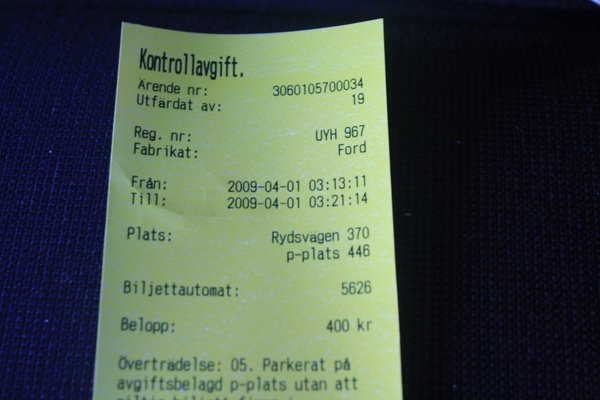 Kontrollavgift.
Ärende nr: 3060105700034
Utfärdat av: 19
Reg. nr: UYH 967
Fabrikat: Ford
Från: 2009-04-01 03:13:11
Till: 2009-04-01 03:21:14
Plats: Rydsvägen 370
p-plats 446
Biljettautomat: 5626
Belopp: 400 kr
Överträdelse: 05. Parkerat på
avgiftsbelagd p-plats utan att